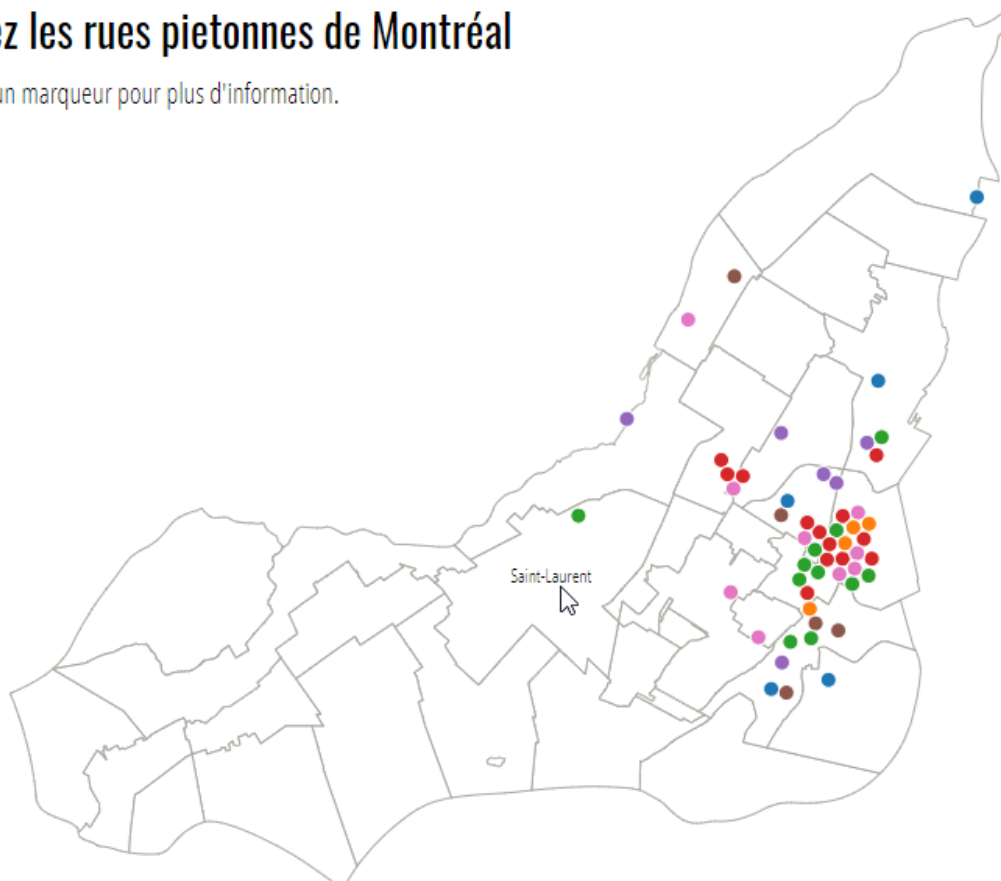 ez les rues pietonnes de Montréal
un marqueur pour plus d'information.
Saint-Laurent